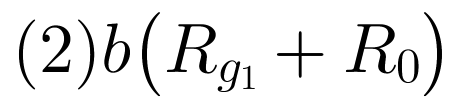 (2)b(R_{g_1} + R_0)